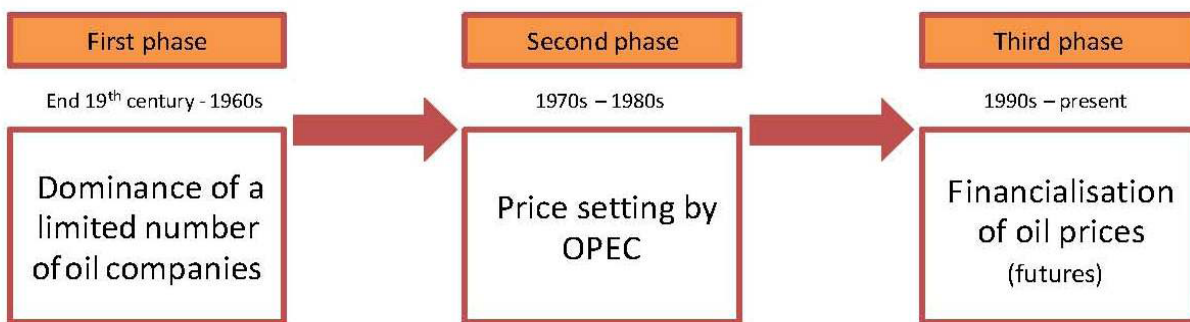 First phase
End 19th century - 1960s
Dominance of a
limited number
of oil companies
Second phase
1970s – 1980s
Price setting by
OPEC
Third phase
1990s – present
Financialisation
of oil prices
(futures)